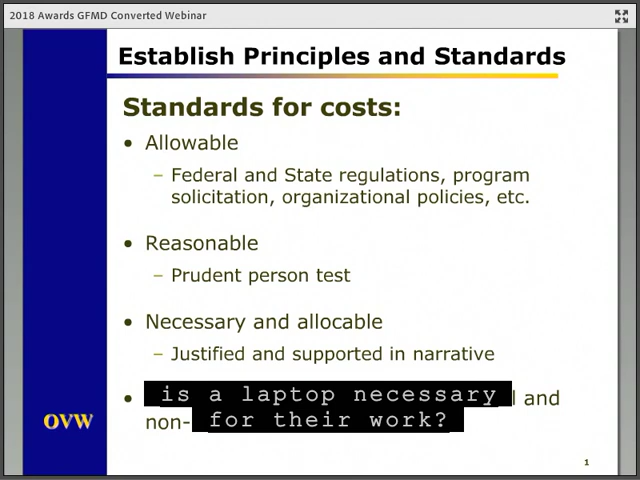 2018 Awards GFMD Converted Webinar
Establish Principles and Standards
Standards for costs:
• Allowable
– Federal and State regulations, program
solicitation, organizational policies, etc.
• Reasonable
– Prudent person test
• Necessary and allocable
– Justified and supported in narrative
• and
non-
is a laptop necessary
for their work?
OVW
1